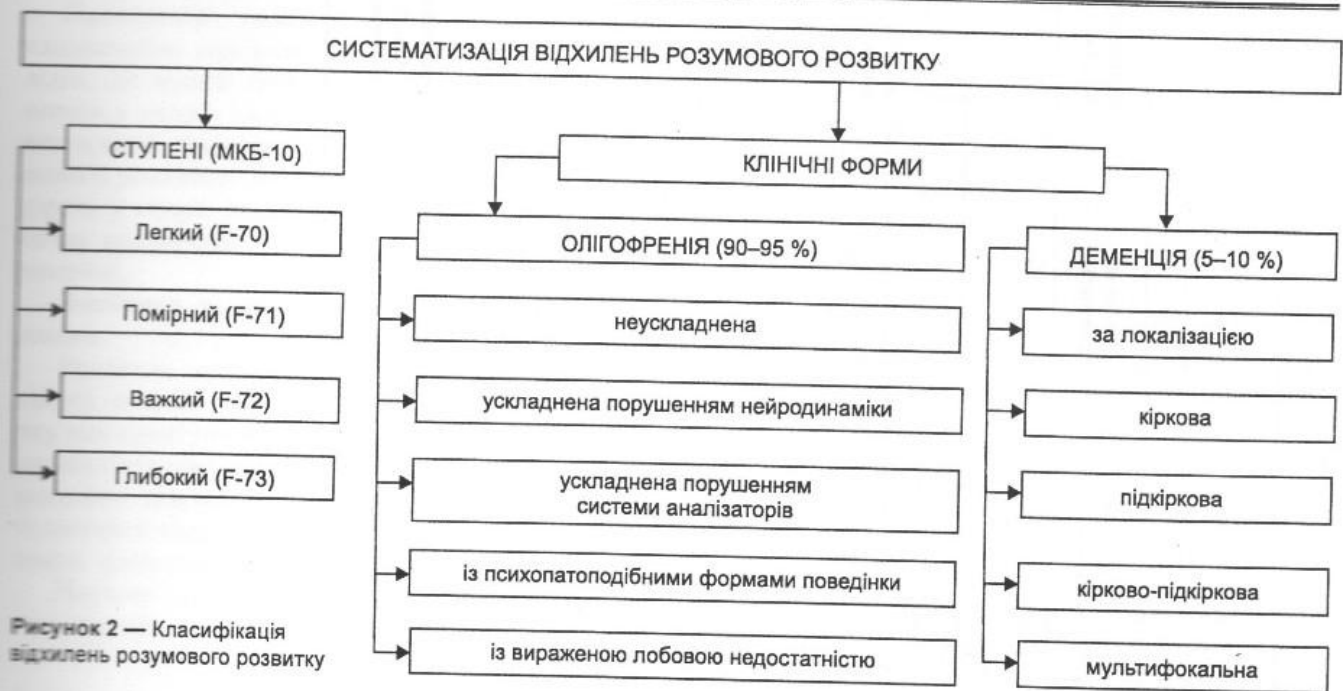 СИСТЕМАТИЗАЦІЯ ВІДХИЛЕНЬ РОЗУМОВОГО РОЗВИТКУ
СТУПЕНІ (МКБ-10)
Легкий (F-70)
Помірний (F-71)
Важкий (F-72)
Глибокий (F-73)
КЛІНІЧНІ ФОРМИ
ОЛІГОФРЕНІЯ (90–95 %)
неускладнена
ускладнена порушенням нейродинаміки
ускладнена порушенням
системи аналізаторів
із психопатоподібними формами поведінки
із вираженою лобовою недостатністю
ДЕМЕНЦІЯ (5–10 %)
за локалізацією
кіркова
підкіркова
кірково-підкіркова
мультифокальна
Рисунок 2 — Класифікація
відхилень розумового розвитку